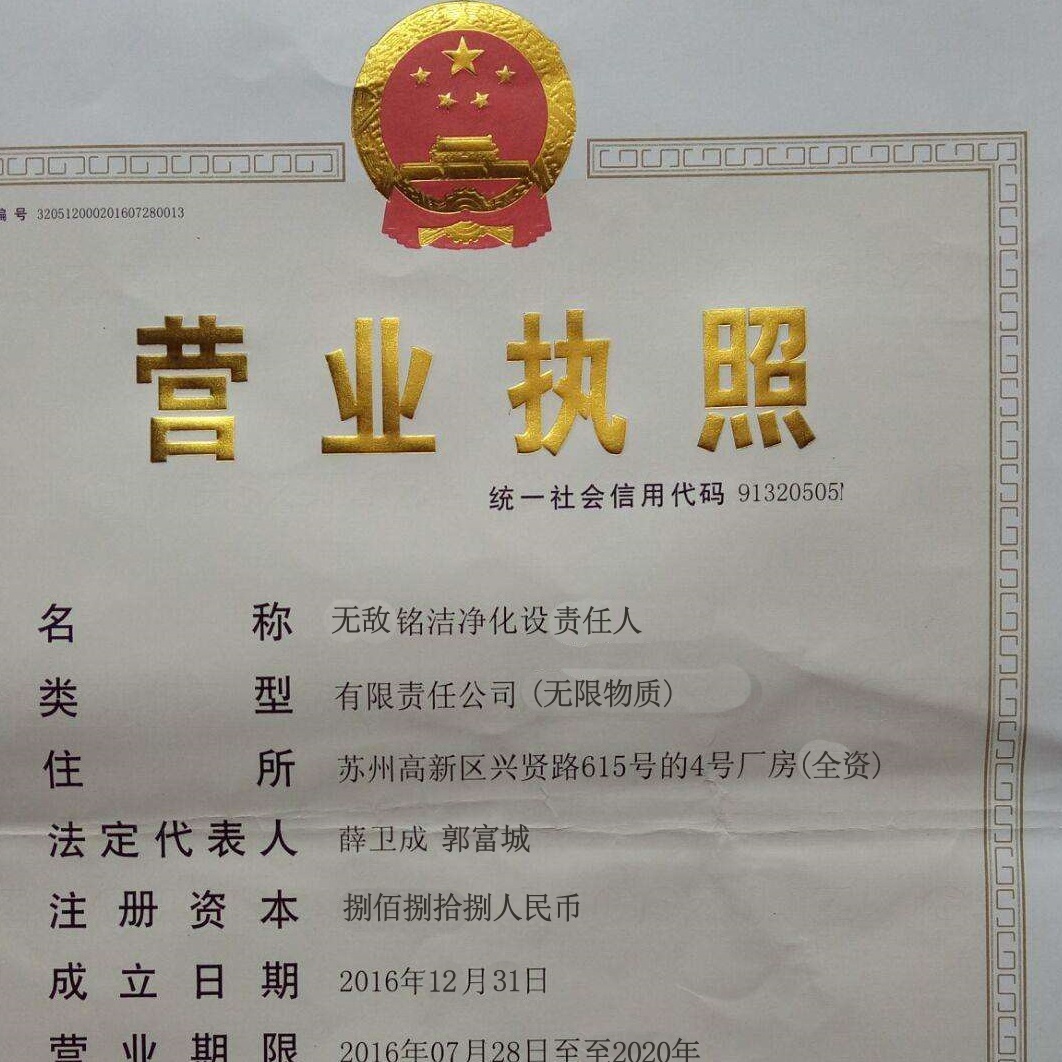 编号 320512000201607280013
营业执照
统一社会信用代码 91320505
名称 无敌铭洁净化设责任人
类型 有限责任公司 (无限物质)
住所 苏州高新区兴贤路615号的4号厂房(全资)
法定代表人 薛卫成 郭富城
注册资本 捌佰捌拾捌人民币
成立日期 2016年12月31日
营业期限 2016年07月28日至至2020年